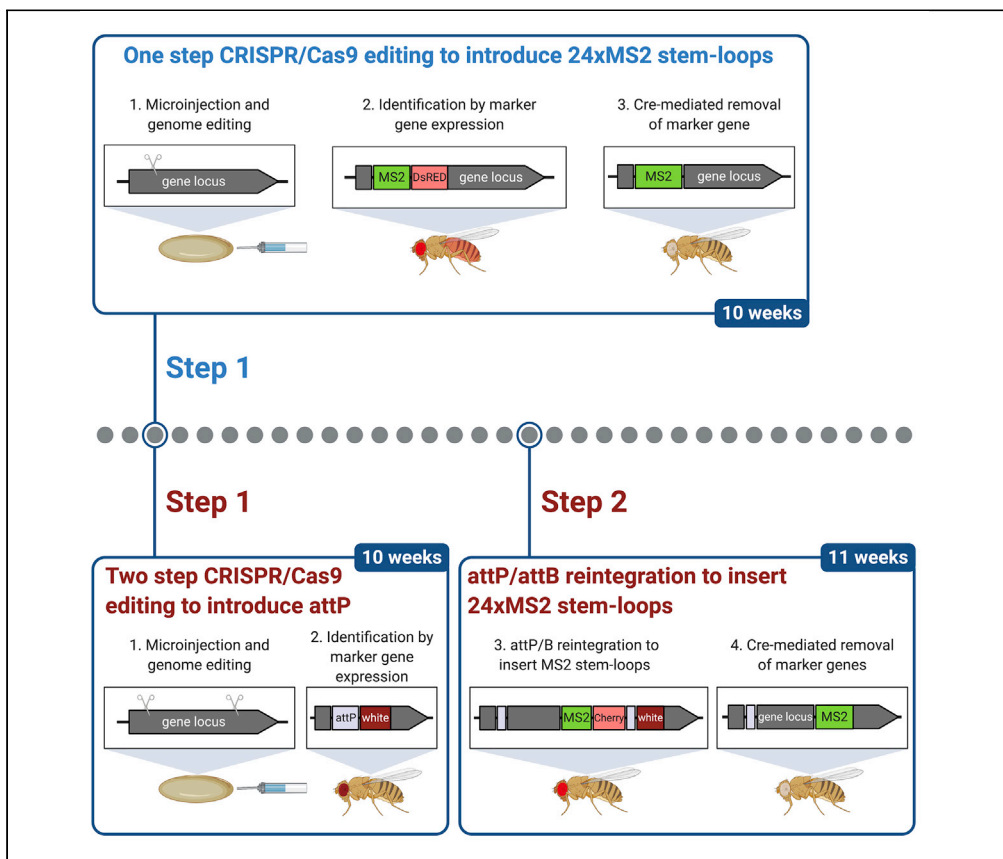 One step CRISPR/Cas9 editing to introduce 24xMS2 stem-loops
1. Microinjection and
genome editing
gene locus
2. Identification by marker
gene expression
MS2 DsRED gene locus
3. Cre-mediated removal
of marker gene
MS2 gene locus
10 weeks
Step 1
Step 1
Step 2
10 weeks
Two step CRISPR/Cas9
editing to introduce attP
1. Microinjection and
genome editing
gene locus
2. Identification by
marker gene
expression
attP white
11 weeks
attP/attB reintegration to insert
24xMS2 stem-loops
3. attP/B reintegration to
insert MS2 stem-loops
MS2 Cherry white
4. Cre-mediated removal
of marker genes
gene locus MS2